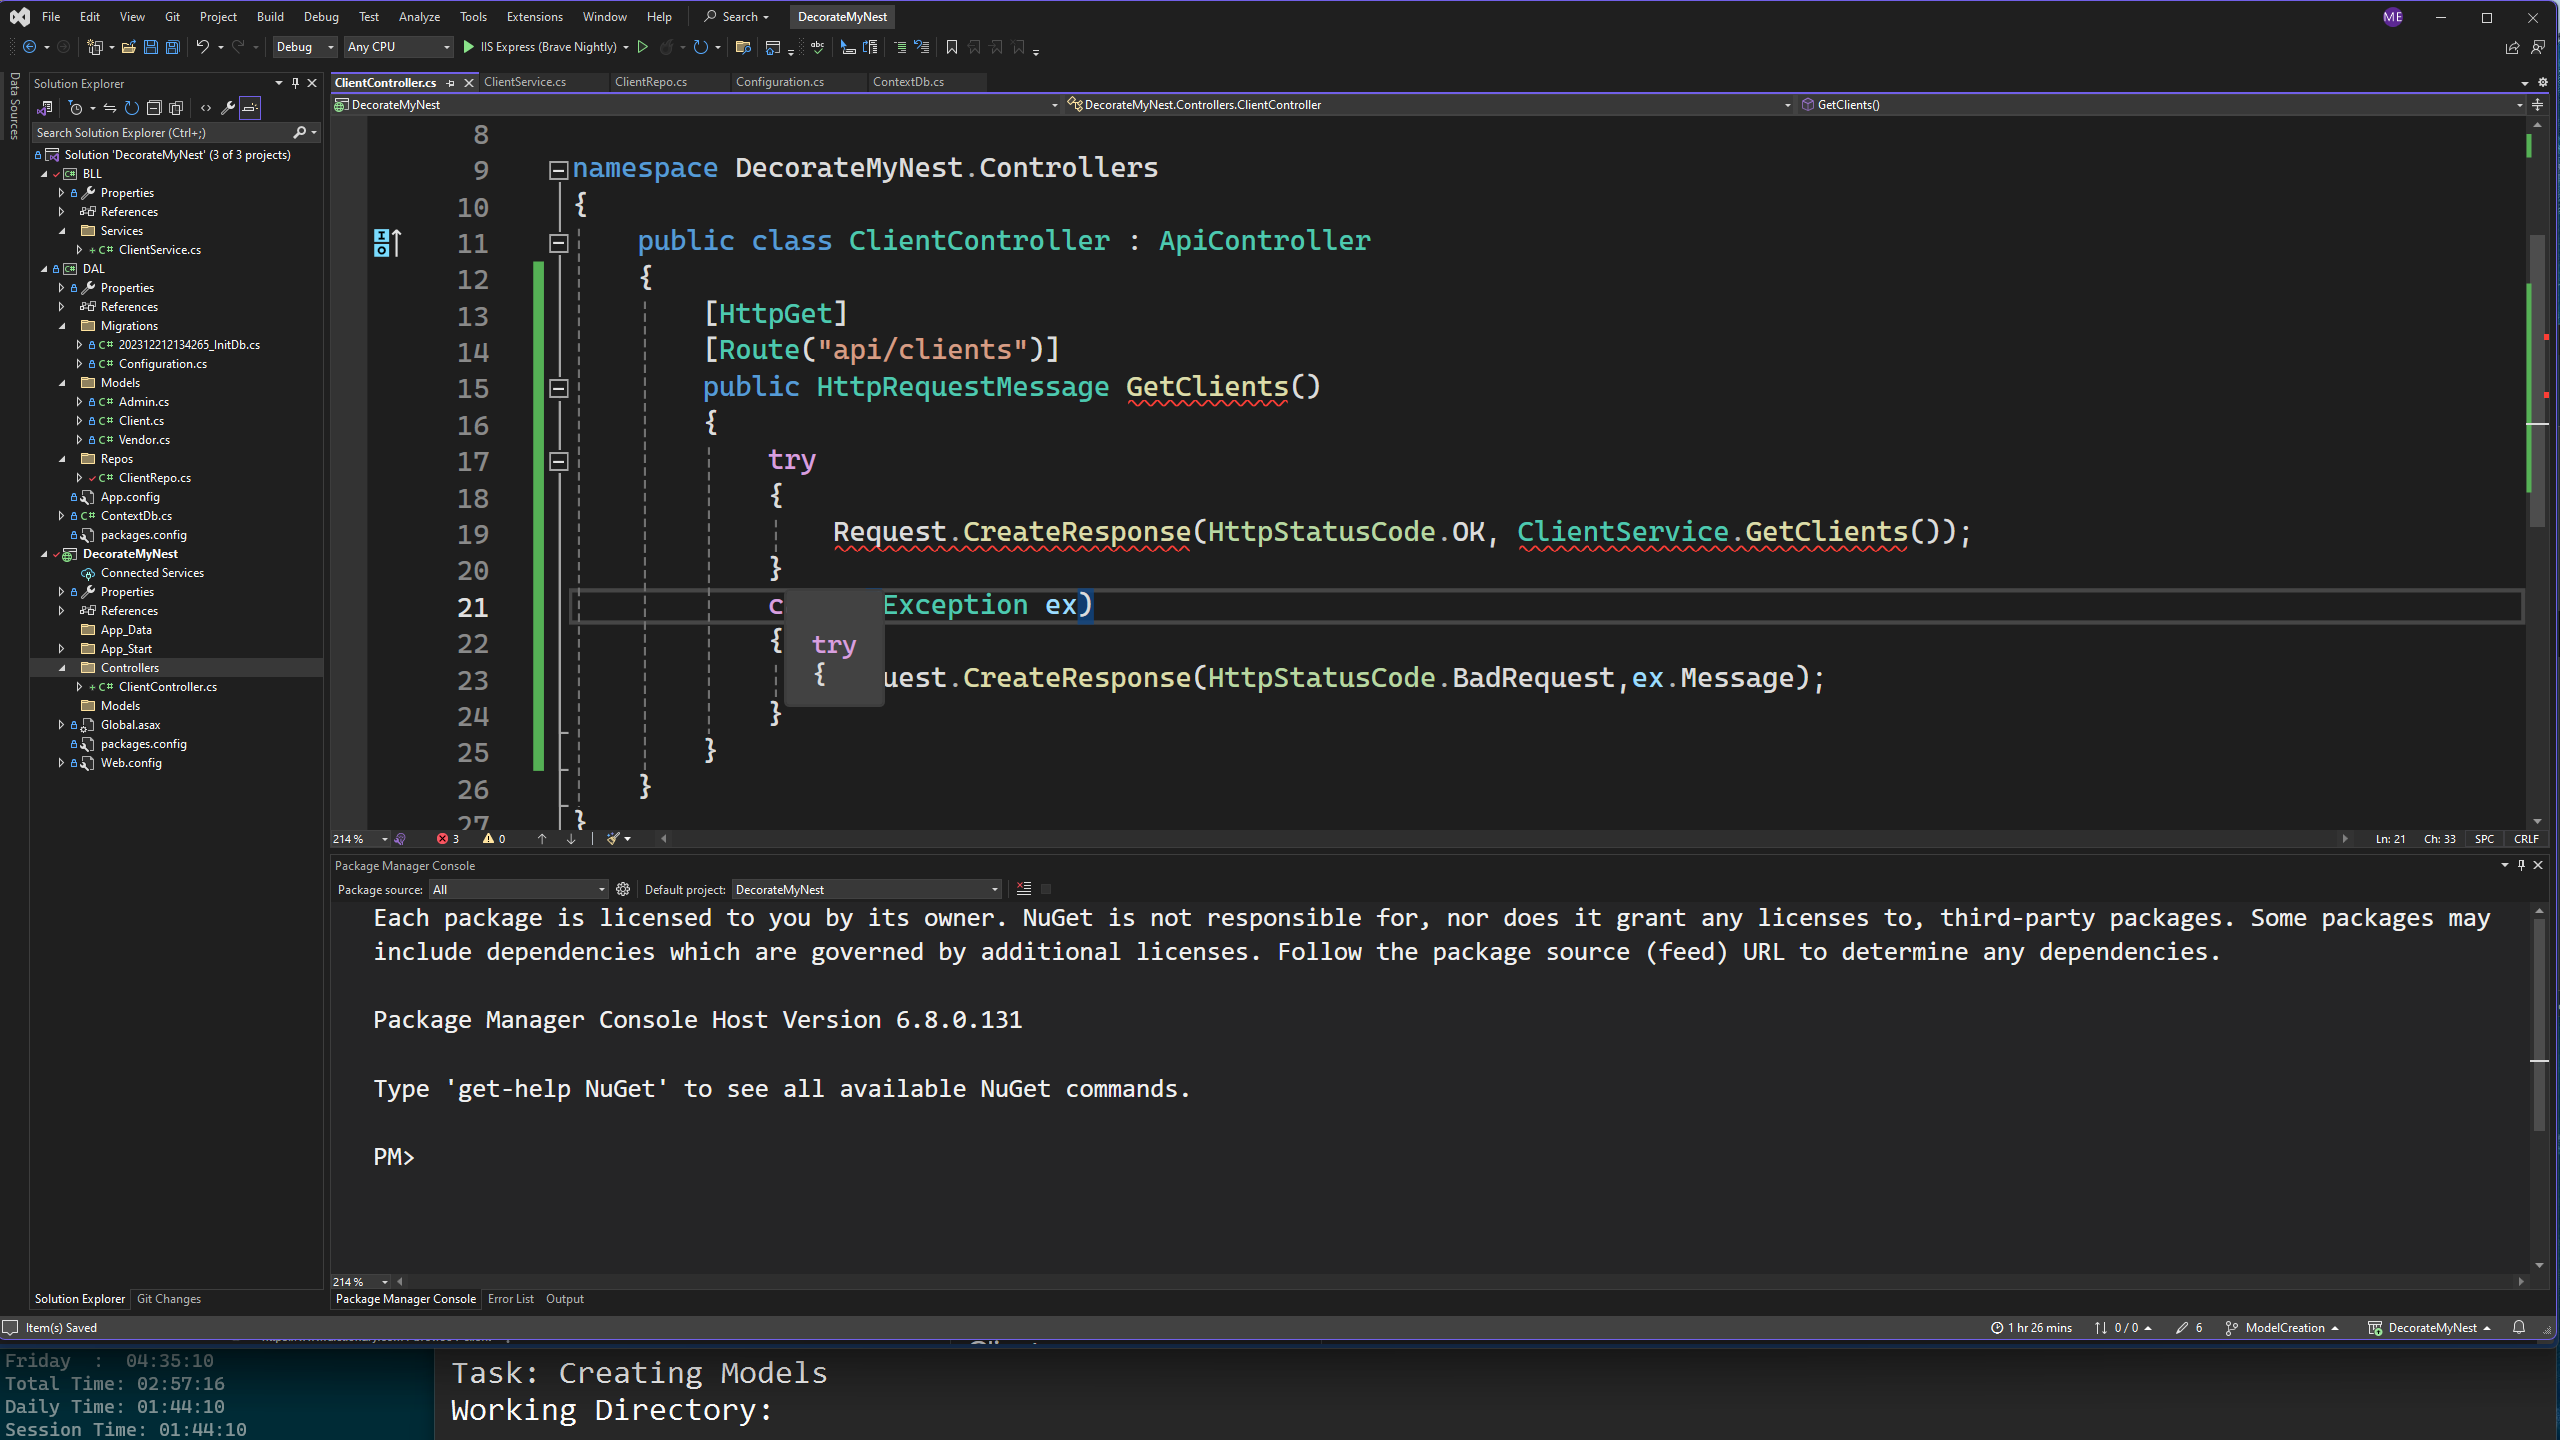 File Edit View Git Project Build Debug Test Analyze Tools Extensions Window Help Search DecorateMyNest ME
Debug Any CPU IIS Express (Brave Nightly)
Data Sources
Solution Explorer
Search Solution Explorer (Ctrl+;)
Solution 'DecorateMyNest' (3 of 3 projects)
BLL
Properties
References
Services
C# ClientService.cs
DAL
Properties
References
Migrations
C# 202312212134265_InitDb.cs
C# Configuration.cs
Models
C# Admin.cs
C# Client.cs
C# Vendor.cs
Repos
C# ClientRepo.cs
App.config
C# ContextDb.cs
packages.config
DecorateMyNest
Connected Services
Properties
References
App_Data
App_Start
Controllers
C# ClientController.cs
Models
Global.asax
packages.config
Web.config
Solution Explorer Git Changes
ClientController.cs ClientService.cs ClientRepo.cs Configuration.cs ContextDb.cs
DecorateMyNest DecorateMyNest.Controllers.ClientController GetClients()
8
9 namespace DecorateMyNest.Controllers
10 {
11 public class ClientController : ApiController
12 {
13 [HttpGet]
14 [Route("api/clients")]
15 public HttpRequestMessage GetClients()
16 {
17 try
18 {
19 Request.CreateResponse(HttpStatusCode.OK, ClientService.GetClients());
20 }
21 c Exception ex)
22 {
try
{
23 uest.CreateResponse(HttpStatusCode.BadRequest,ex.Message);
24 }
25 }
26 }
27 }
214 % 3 0 Ln: 21 Ch: 33 SPC CRLF
Package Manager Console
Package source: All Default project: DecorateMyNest
Each package is licensed to you by its owner. NuGet is not responsible for, nor does it grant any licenses to, third-party packages. Some packages may
include dependencies which are governed by additional licenses. Follow the package source (feed) URL to determine any dependencies.
Package Manager Console Host Version 6.8.0.131
Type 'get-help NuGet' to see all available NuGet commands.
PM>
214 %
Package Manager Console Error List Output
Item(s) Saved 1 hr 26 mins 0 / 0 6 ModelCreation DecorateMyNest
Friday : 04:35:10
Total Time: 02:57:16
Daily Time: 01:44:10
Session Time: 01:44:10
Task: Creating Models
Working Directory: